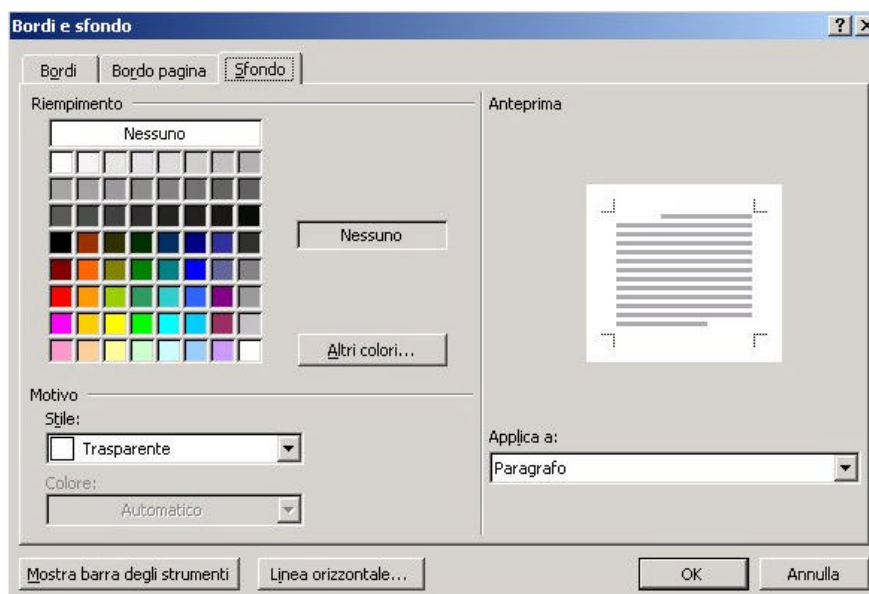 Bordi e sfondo
Bordi
Bordo pagina
Sfondo
Riempimento
Nessuno
Nessuno
Altri colori...
Anteprima
Motivo
Stile:
Trasparente
Colore:
Automatico
Applica a:
Paragrafo
Mostra barra degli strumenti
Linea orizzontale...
OK
Annulla